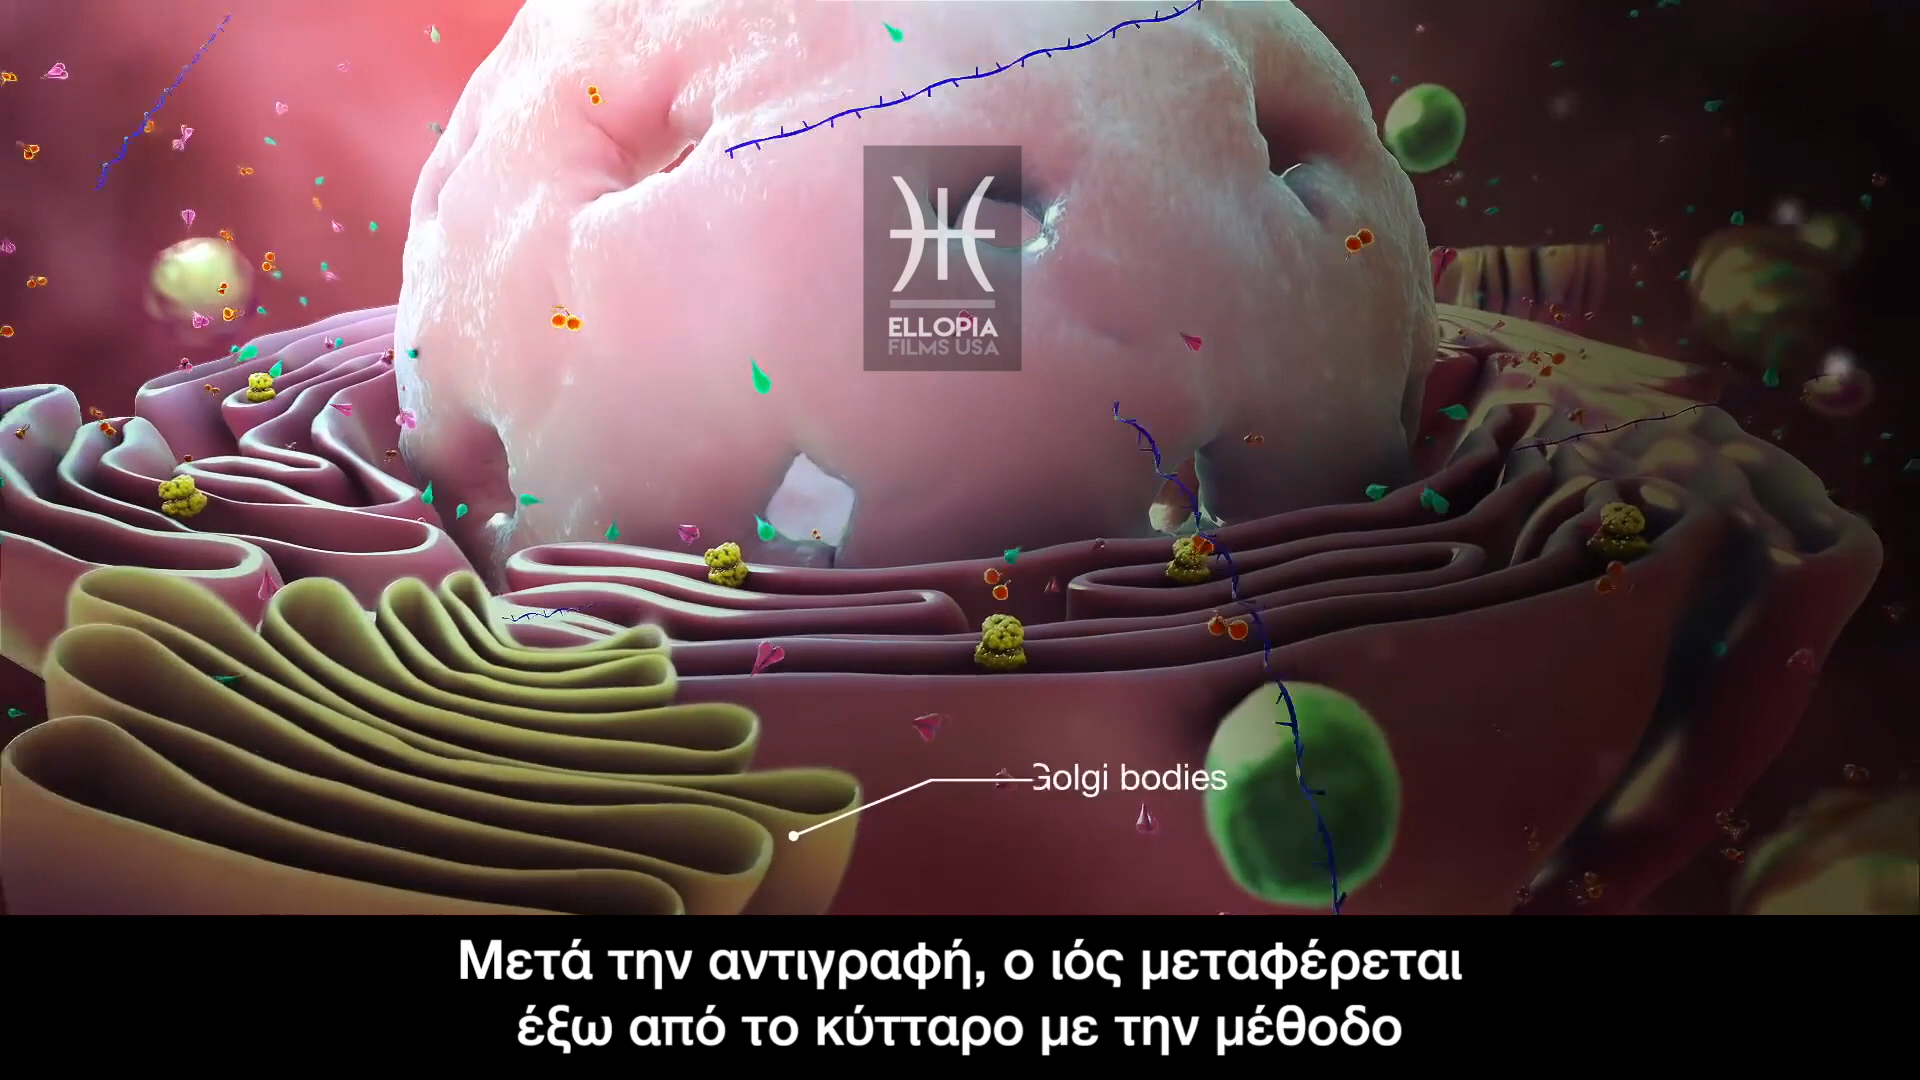 ELLOPIA
FILMS USA
Golgi bodies
Μετά την αντιγραφή, ο ιός μεταφέρεται
έξω από το κύτταρο με την μέθοδο